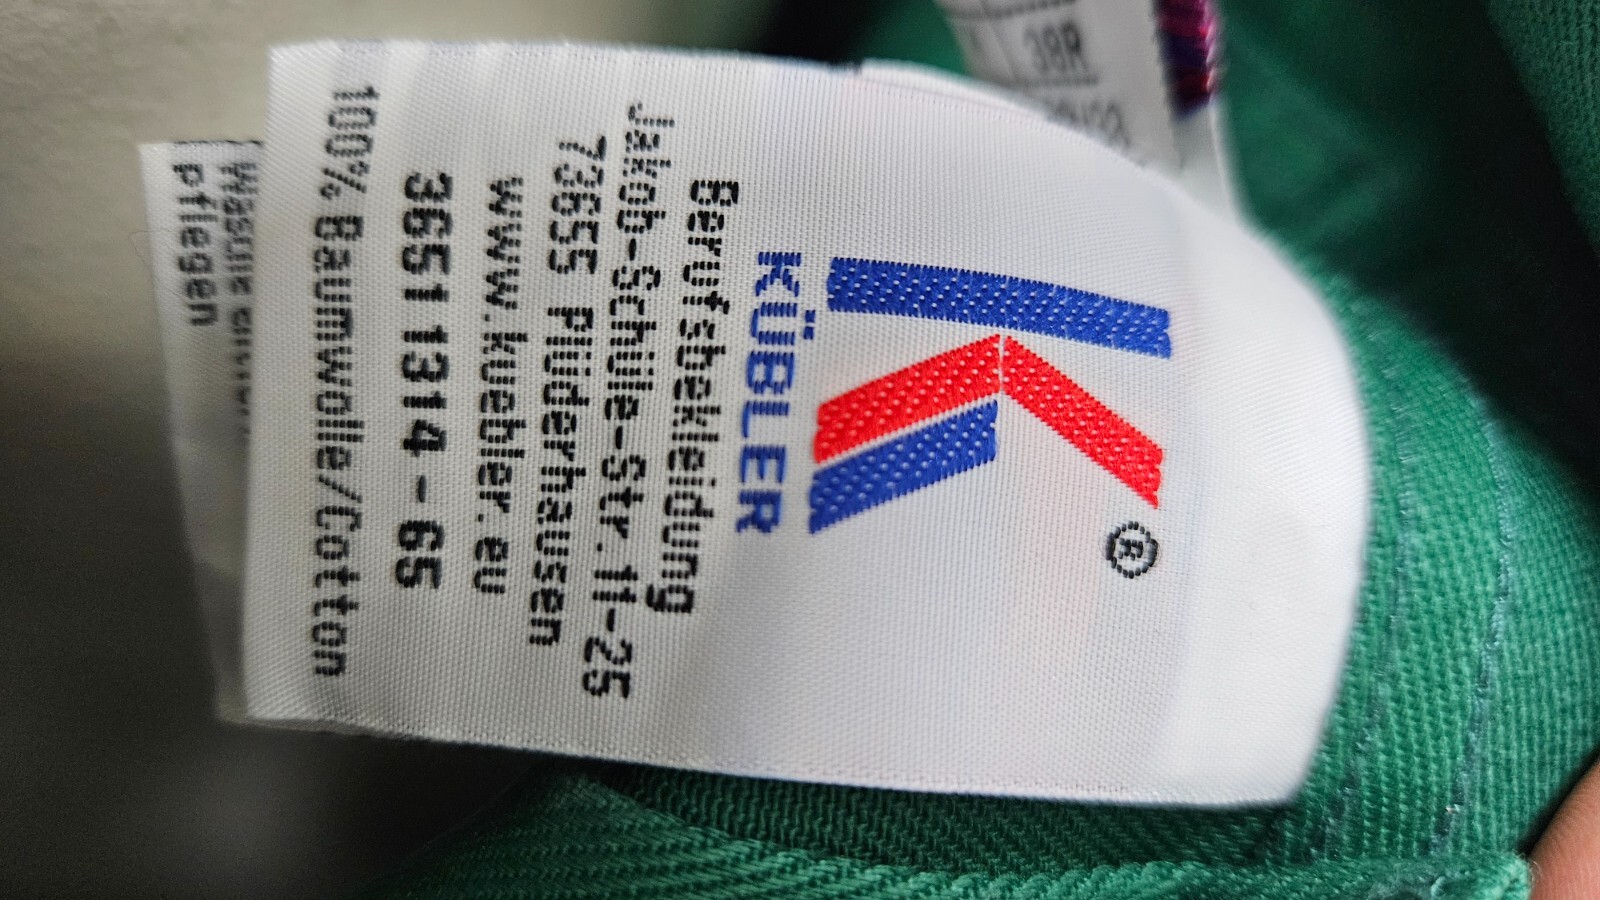 ®
KÜBLER
Berufsbekleidung
Jakob-Schüle-Str. 11-25
73655 Plüderhausen
www.kuebler.eu
3651 1314 - 65
100% Baumwolle/Cotton
pflegen
38R